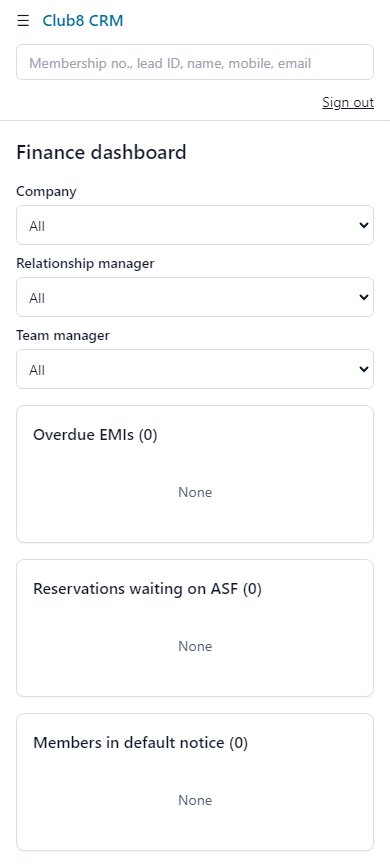 ☰ Club8 CRM
Membership no., lead ID, name, mobile, email
Sign out
Finance dashboard
Company
All
Relationship manager
All
Team manager
All
Overdue EMIs (0)
None
Reservations waiting on ASF (0)
None
Members in default notice (0)
None